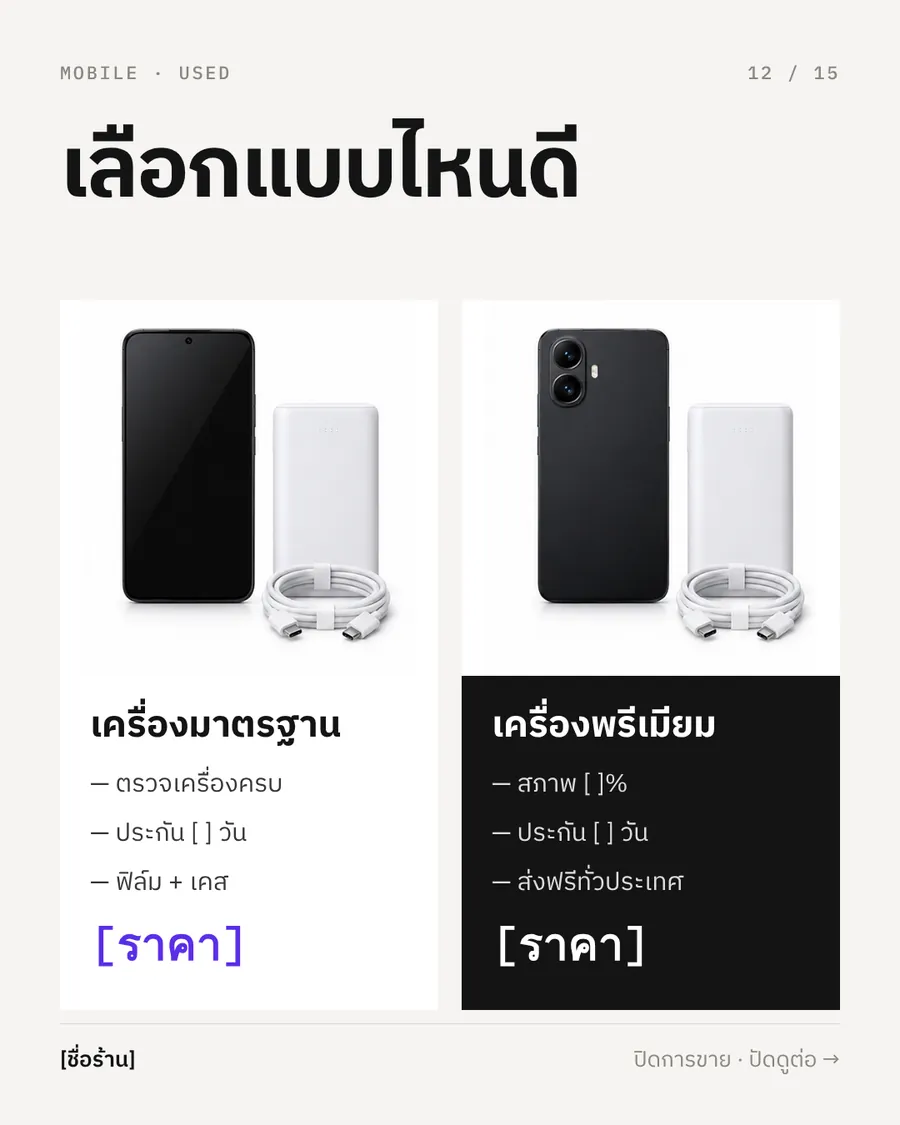 MOBILE · USED
12 / 15
เลือกแบบไหนดี
เครื่องมาตรฐาน
— ตรวจเครื่องครบ
— ประกัน [ ] วัน
— ฟิล์ม + เคส
[ราคา]
เครื่องพรีเมียม
— สภาพ [ ]%
— ประกัน [ ] วัน
— ส่งฟรีทั่วประเทศ
[ราคา]
[ชื่อร้าน]
ปิดการขาย · ปัดดูต่อ →